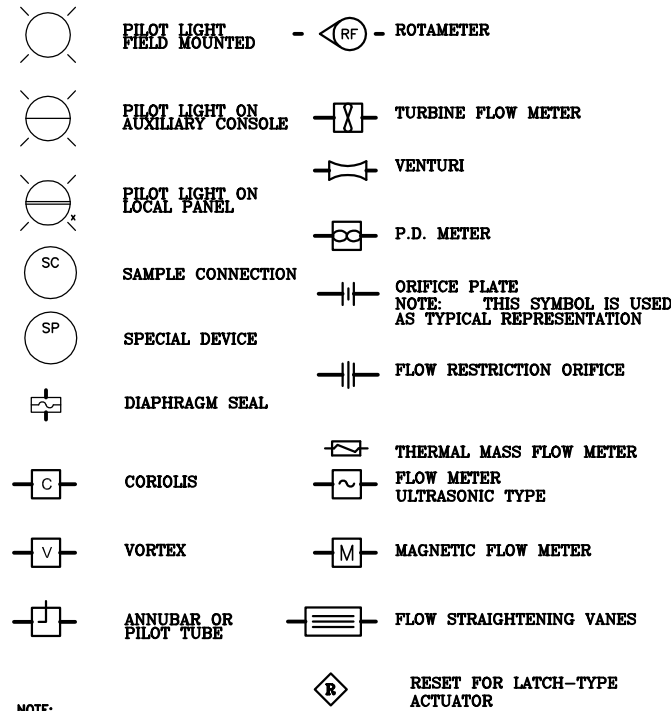 PILOT LIGHT
FIELD MOUNTED
PILOT LIGHT ON
AUXILIARY CONSOLE
PILOT LIGHT ON
LOCAL PANEL
x
SC
SAMPLE CONNECTION
SP
SPECIAL DEVICE
DIAPHRAGM SEAL
C
CORIOLIS
V
VORTEX
ANNUBAR OR
PILOT TUBE
NOTE:
RF
ROTAMETER
TURBINE FLOW METER
VENTURI
P.D. METER
ORIFICE PLATE
NOTE: THIS SYMBOL IS USED
AS TYPICAL REPRESENTATION
FLOW RESTRICTION ORIFICE
THERMAL MASS FLOW METER
FLOW METER
ULTRASONIC TYPE
M
MAGNETIC FLOW METER
FLOW STRAIGHTENING VANES
R
RESET FOR LATCH-TYPE
ACTUATOR